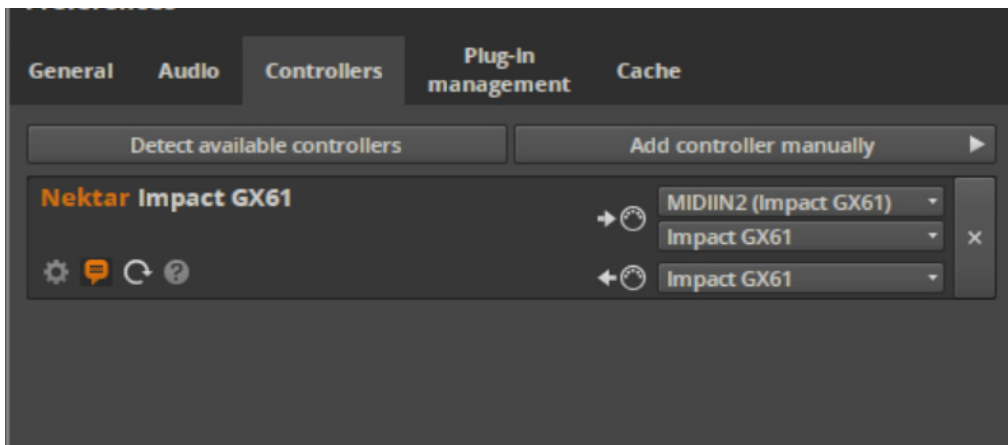 Preferences
General
Audio
Controllers
Plug-In
management
Cache
Detect available controllers
Add controller manually
Nektar Impact GX61
MIDIIN2 (Impact GX61)
Impact GX61
Impact GX61